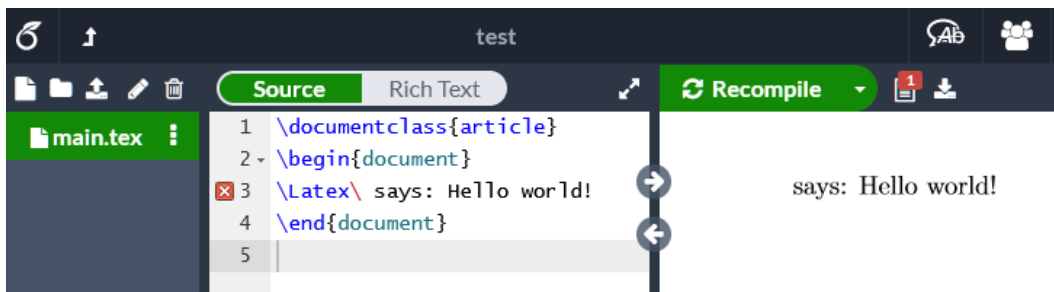 test
Ab
Source Rich Text
Recompile
1
main.tex
1 \documentclass{article}
2 \begin{document}
3 \Latex\ says: Hello world!
4 \end{document}
5
says: Hello world!